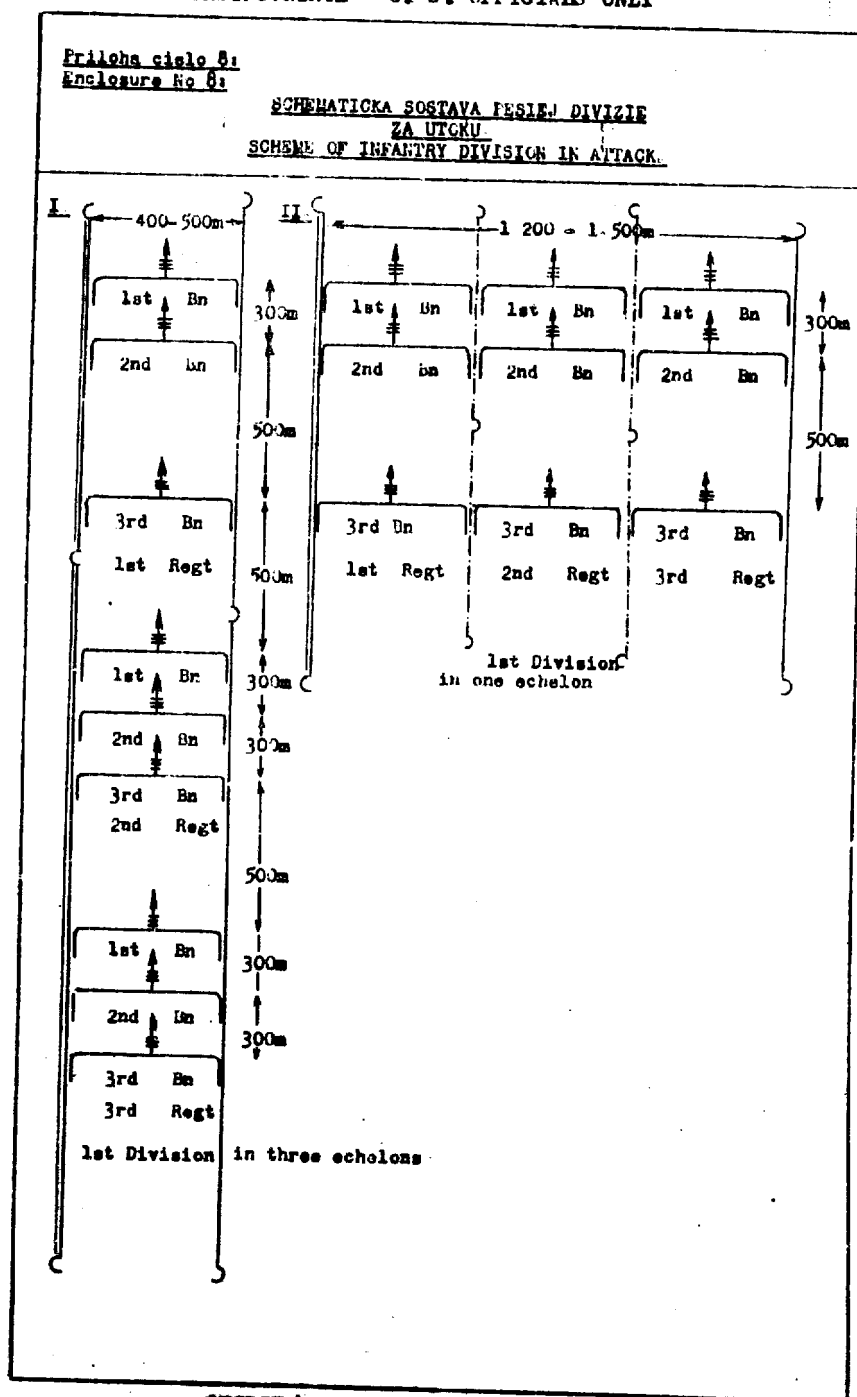 U. S. OFFICIALS ONLY
Priloha cislo 8:
Enclosure No 8:
SCHEMATICKA SOSTAVA PESIEJ DIVIZIE
ZA UTOKU
SCHEME OF INFANTRY DIVISION IN ATTACK.
I.
400-500m
1st Bn
300m
2nd Bn
500m
3rd Bn
1st Regt
500m
1st Bn
300m
2nd Bn
300m
3rd Bn
2nd Regt
500m
1st Bn
300m
2nd Bn
300m
3rd Bn
3rd Regt
1st Division in three echelons
II.
1 200 - 1.500m
1st Bn 1st Bn 1st Bn
300m
2nd Bn 2nd Bn 2nd Bn
500m
3rd Bn 3rd Bn 3rd Bn
1st Regt 2nd Regt 3rd Regt
1st Division
in one echelon